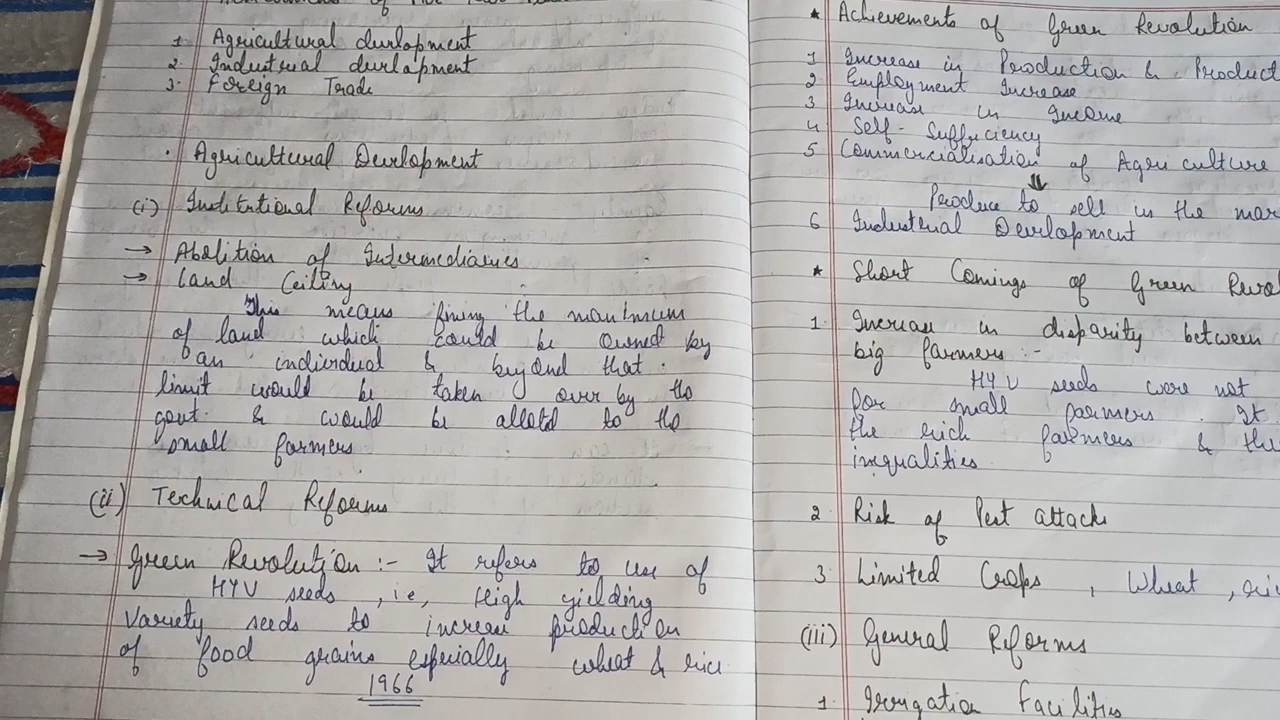 1. Agricultural development
2. Industrial development
3. Foreign Trade
· Agricultural Development
(i) Institutional Reforms
→ Abolition of Intermediaries
→ Land Ceiling
This means fixing the maximum
of land which could be owned by
an individual & beyond that
limit would be taken over by the
govt. & would be alloted to the
small farmers
(ii) Technical Reforms
→ Green Revolution :- It refers to use of
HYV seeds , i.e, High yielding
Variety seeds to increase production
of food grains especially wheat & rice
1966
* Achievements of Green Revolution
1 Increase in Production & Product
2 Employment Increase
3 Increase in Income
4 Self-Sufficiency
5 Commercialisation of Agriculture
⇓
Produce to sell in the mar
6 Industrial Development
* Short Comings of Green Revol
1. Increase in disparity between
big farmers :-
HYV seeds were not
for small farmers . It
the rich farmers & the
inequalities.
2 Risk of Pest attacks
3 Limited Crops , Wheat , ric
(iii) General Reforms
1. Irrigation Facilities